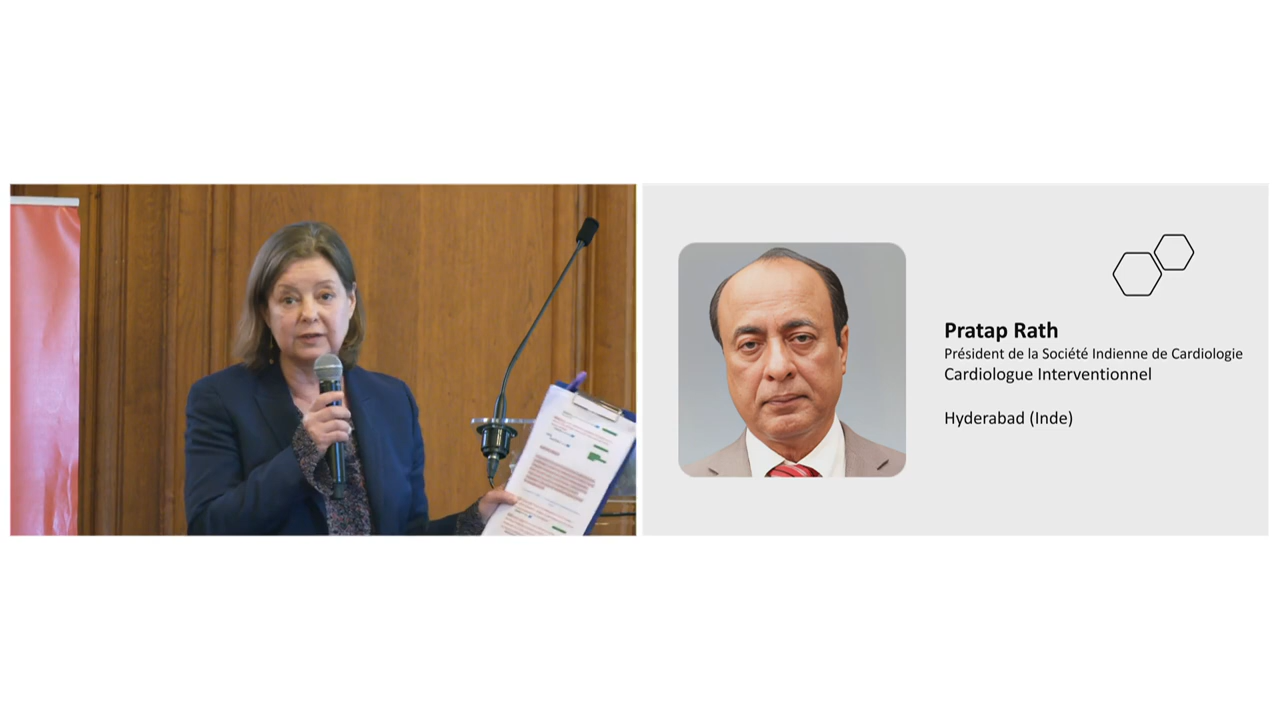 Pratap Rath
Président de la Société Indienne de Cardiologie
Cardiologue Interventionnel
Hyderabad (Inde)